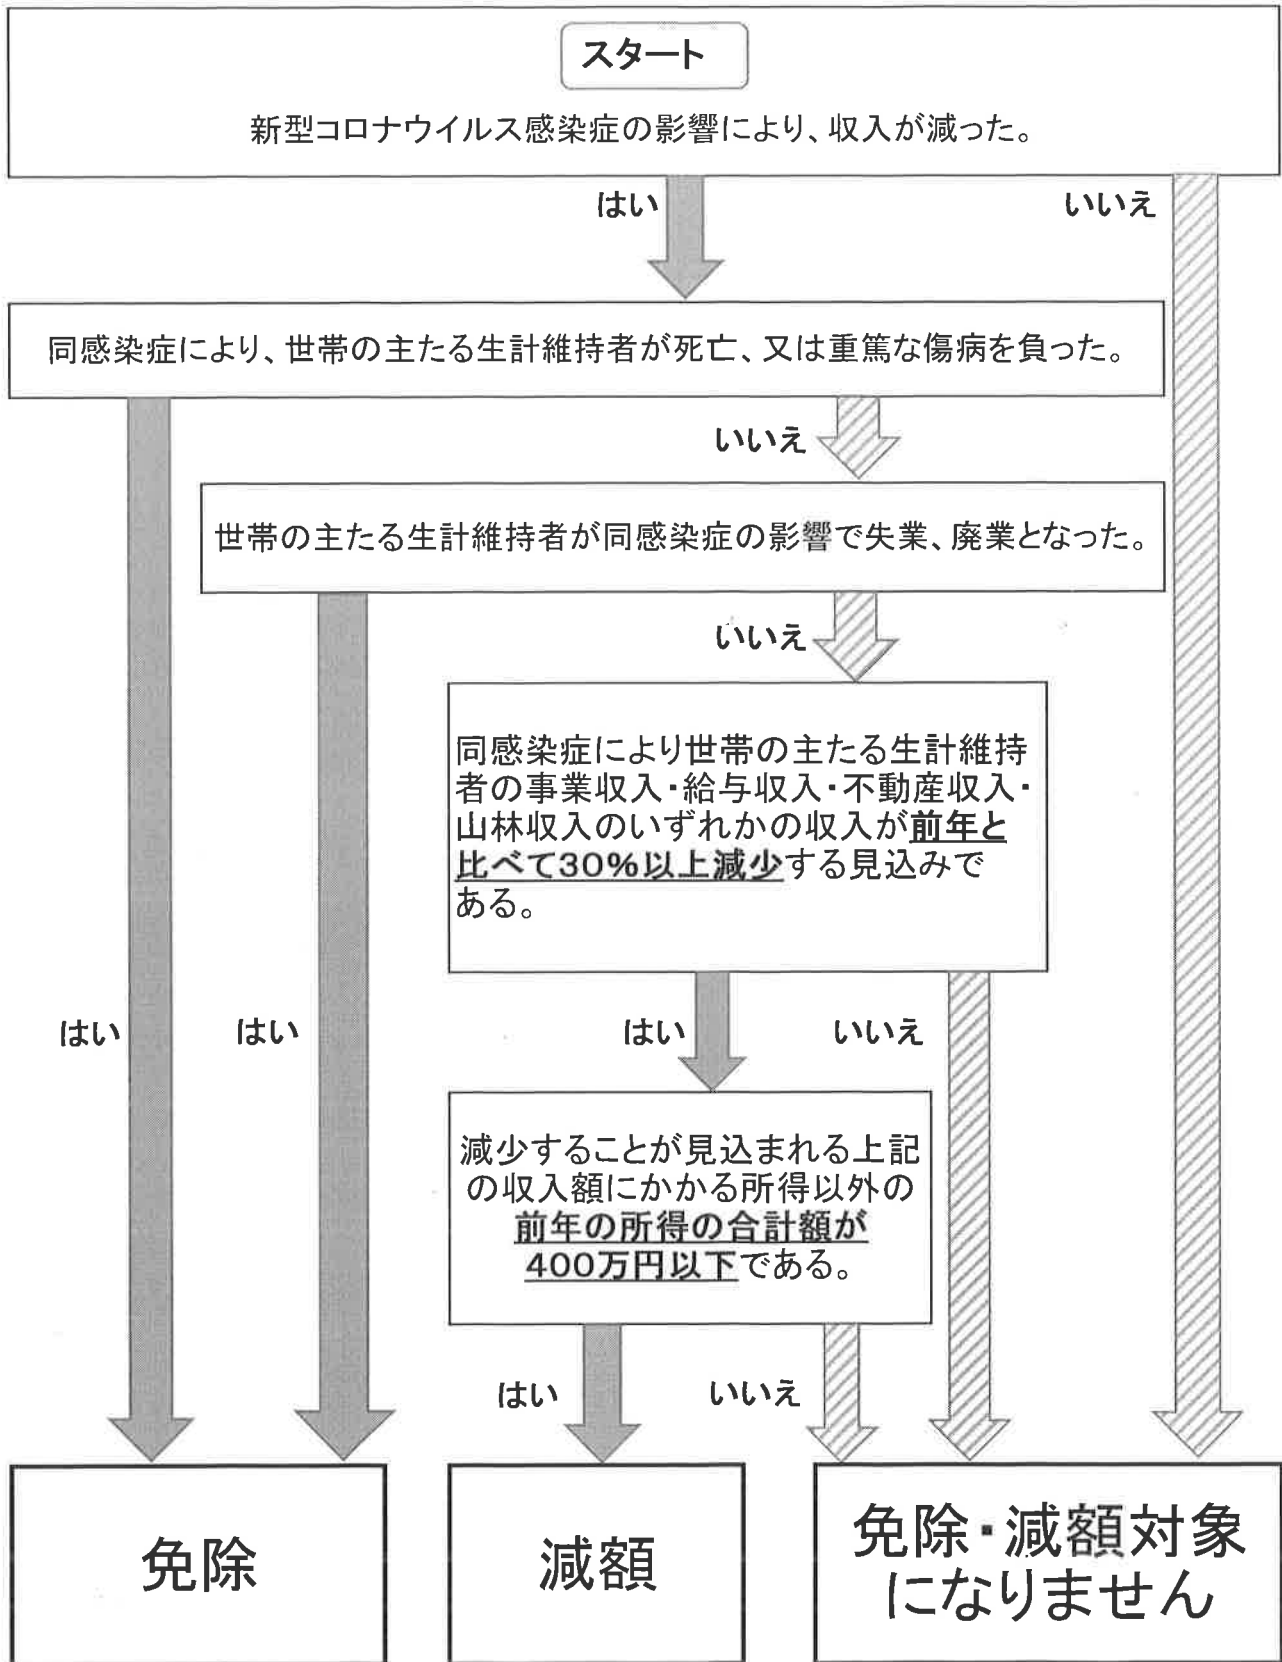 スタート
新型コロナウイルス感染症の影響により、収入が減った。
はい
いいえ
同感染症により、世帯の主たる生計維持者が死亡、又は重篤な傷病を負った。
いいえ
世帯の主たる生計維持者が同感染症の影響で失業、廃業となった。
いいえ
同感染症により世帯の主たる生計維持
者の事業収入・給与収入・不動産収入・
山林収入のいずれかの収入が前年と
比べて30%以上減少する見込みで
ある。
はい
はい
はい
いいえ
減少することが見込まれる上記
の収入額にかかる所得以外の
前年の所得の合計額が
400万円以下である。
はい
いいえ
免除
減額
免除・減額対象
になりません